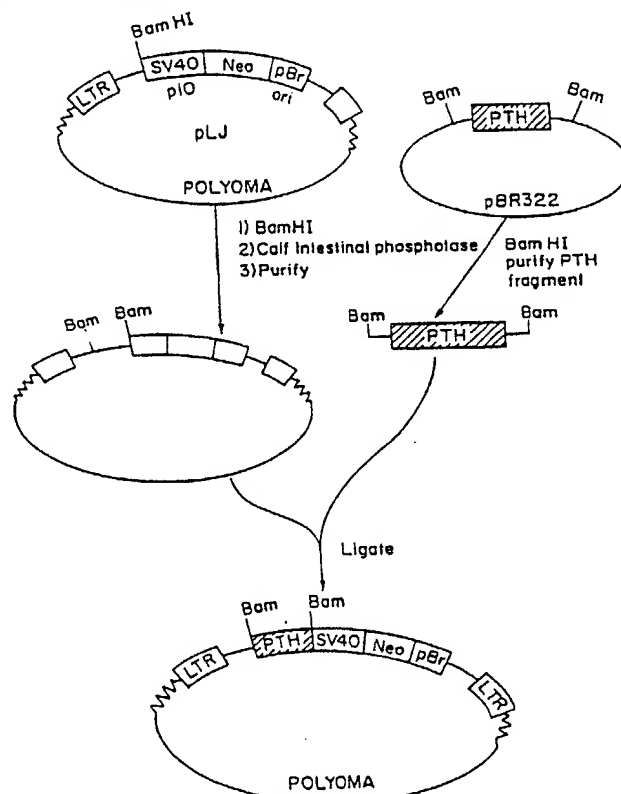 Bam HI
LTR
SV40
Neo
pBr
p10
ori
pLJ
POLYOMA
Bam
PTH
Bam
pBR322
1) BamHI
2) Calf Intestinal phospholase
3) Purify
Bam HI
purify PTH
fragment
Bam
Bam
Bam
PTH
Bam
Ligate
Bam
Bam
LTR
PTH
SV40
Neo
pBr
LTR
POLYOMA